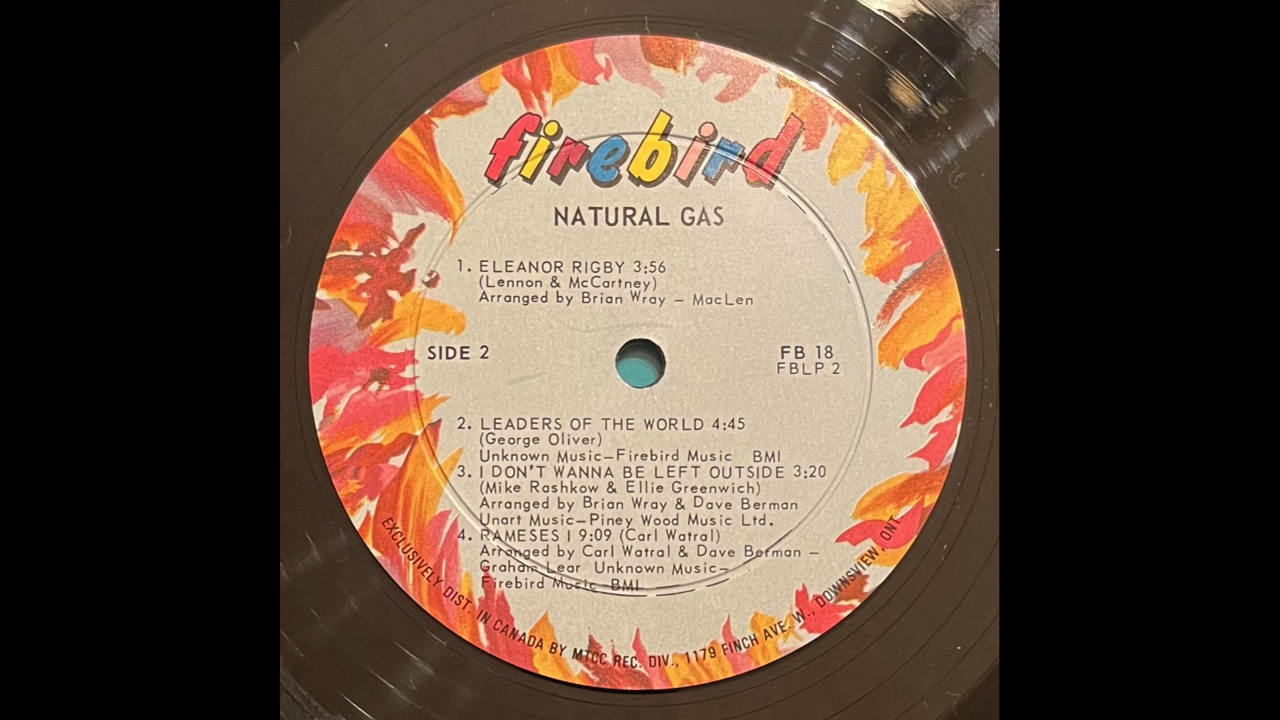 firebird
NATURAL GAS
1. ELEANOR RIGBY 3:56
(Lennon & McCartney)
Arranged by Brian Wray – MacLen
SIDE 2
FB 18
FBLP 2
2. LEADERS OF THE WORLD 4:45
(George Oliver)
Unknown Music–Firebird Music BMI
3. I DON'T WANNA BE LEFT OUTSIDE 3:20
(Mike Rashkow & Ellie Greenwich)
Arranged by Brian Wray & Dave Berman
Unart Music–Piney Wood Music Ltd.
4. RAMESES I 9:09 (Carl Watral)
Arranged by Carl Watral & Dave Berman –
Graham Lear Unknown Music–
Firebird Music BMI
EXCLUSIVELY DIST. IN CANADA BY MTCC REC. DIV., 1179 FINCH AVE. W., DOWNSVIEW, ONT.